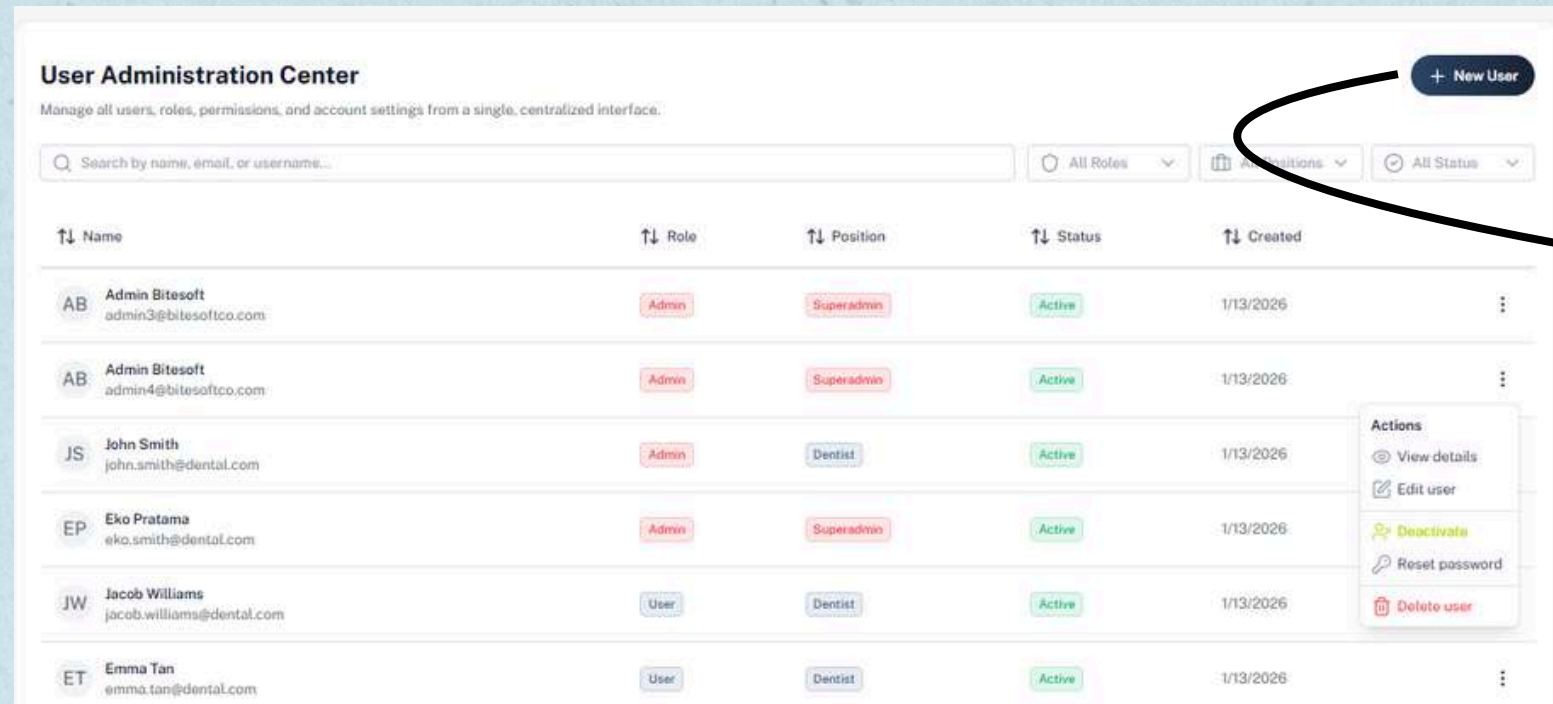 User Administration Center
+ New User
Manage all users, roles, permissions, and account settings from a single, centralized interface.
Search by name, email, or username...
All Roles
All Positions
All Status
Name Role Position Status Created
AB Admin Bitesoft
admin3@bitesoftco.com
Admin Superadmin Active 1/13/2026
AB Admin Bitesoft
admin4@bitesoftco.com
Admin Superadmin Active 1/13/2026
JS John Smith
john.smith@dental.com
Admin Dentist Active 1/13/2026
EP Eko Pratama
eko.smith@dental.com
Admin Superadmin Active 1/13/2026
JW Jacob Williams
jacob.williams@dental.com
User Dentist Active 1/13/2026
ET Emma Tan
emma.tan@dental.com
User Dentist Active 1/13/2026
Actions
View details
Edit user
Deactivate
Reset password
Delete user